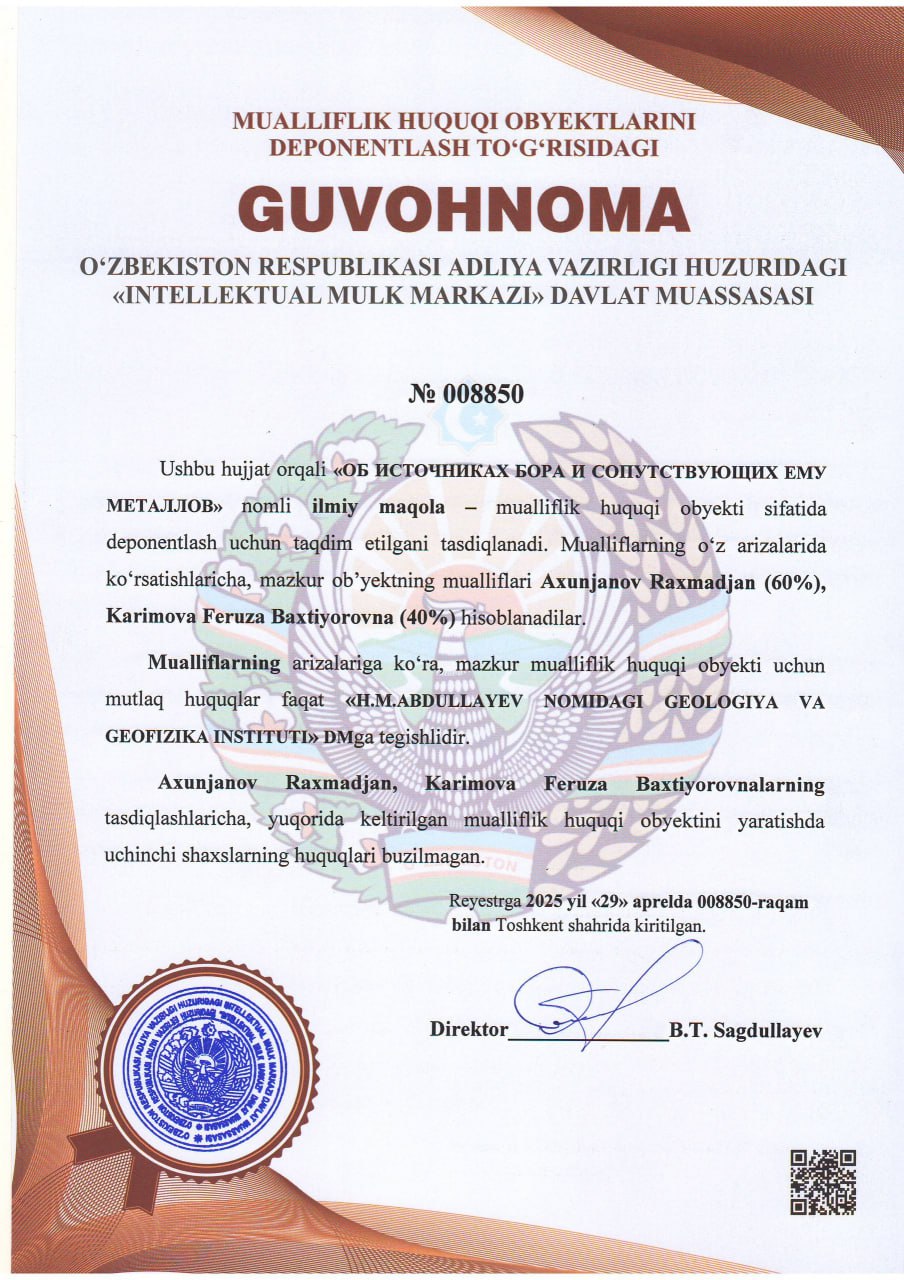 MUALLIFLIK HUQUQI OBYEKTLARINI
DEPONENTLASH TO‘G‘RISIDAGI
GUVOHNOMA
O‘ZBEKISTON RESPUBLIKASI ADLIYA VAZIRLIGI HUZURIDAGI
«INTELLEKTUAL MULK MARKAZI» DAVLAT MUASSASASI
№ 008850
Ushbu hujjat orqali «ОБ ИСТОЧНИКАХ БОРА И СОПУТСТВУЮЩИХ ЕМУ
МЕТАЛЛОВ» nomli ilmiy maqola – mualliflik huquqi obyekti sifatida
deponentlash uchun taqdim etilgani tasdiqlanadi. Mualliflarning o‘z arizalarida
ko‘rsatishlaricha, mazkur ob’yektning mualliflari Axunjanov Raxmadjan (60%),
Karimova Feruza Baxtiyorovna (40%) hisoblanadilar.
Mualliflarning arizalariga ko‘ra, mazkur mualliflik huquqi obyekti uchun
mutlaq huquqlar faqat «H.M.ABDULLAYEV NOMIDAGI GEOLOGIYA VA
GEOFIZIKA INSTITUTI» DMga tegishlidir.
Axunjanov Raxmadjan, Karimova Feruza Baxtiyorovnalarning
tasdiqlashlaricha, yuqorida keltirilgan mualliflik huquqi obyektini yaratishda
uchinchi shaxslarning huquqlari buzilmagan.
Reyestrga 2025 yil «29» aprelda 008850-raqam
bilan Toshkent shahrida kiritilgan.
Direktor B.T. Sagdullayev
O‘ZBEKISTON RESPUBLIKASI ADLIYA VAZIRLIGI HUZURIDAGI INTELLEKTUAL MULK MARKAZI DAVLAT MUASSASASI